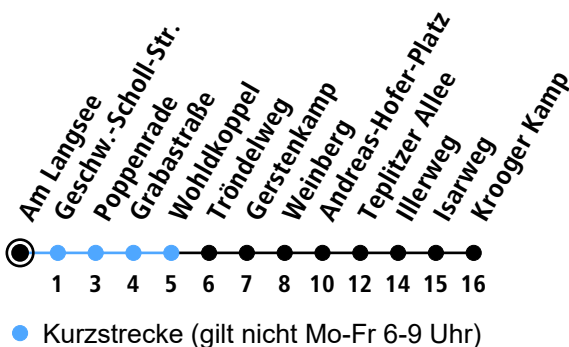 Am Langsee
Geschw.-Scholl-Str.
Poppenrade
Grabastraße
Wohldkoppel
Tröndelweg
Gerstenkamp
Weinberg
Andreas-Hofer-Platz
Teplitzer Allee
Illerweg
Isarweg
Krooger Kamp
1 3 4 5 6 7 8 10 12 14 15 16
Kurzstrecke (gilt nicht Mo-Fr 6-9 Uhr)